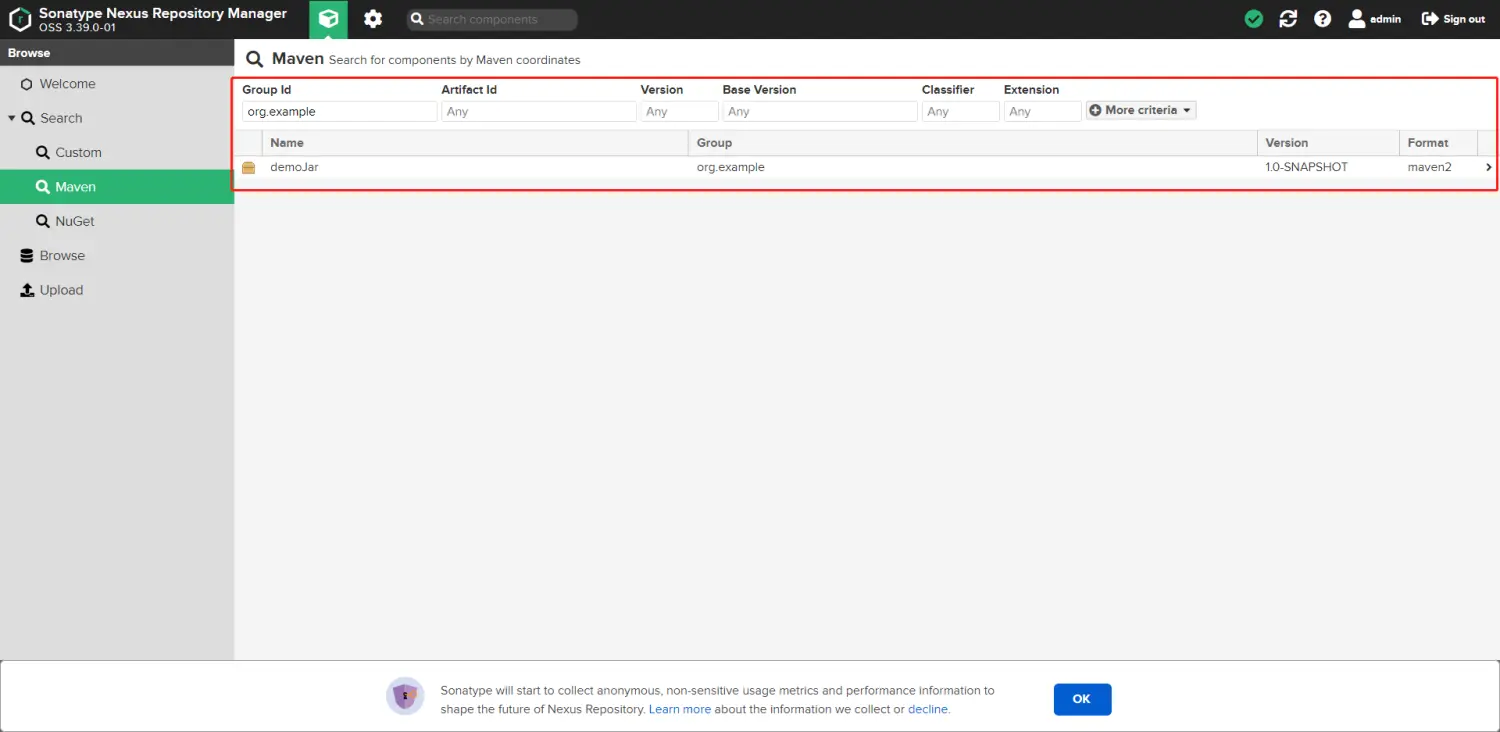 Sonatype Nexus Repository Manager
OSS 3.39.0-01
Search components
admin
Sign out
Browse
Welcome
Search
Custom
Maven
NuGet
Browse
Upload
Maven Search for components by Maven coordinates
Group Id Artifact Id Version Base Version Classifier Extension
org.example Any Any Any Any Any More criteria
Name Group Version Format
demoJar org.example 1.0-SNAPSHOT maven2
Sonatype will start to collect anonymous, non-sensitive usage metrics and performance information to
shape the future of Nexus Repository. Learn more about the information we collect or decline.
OK